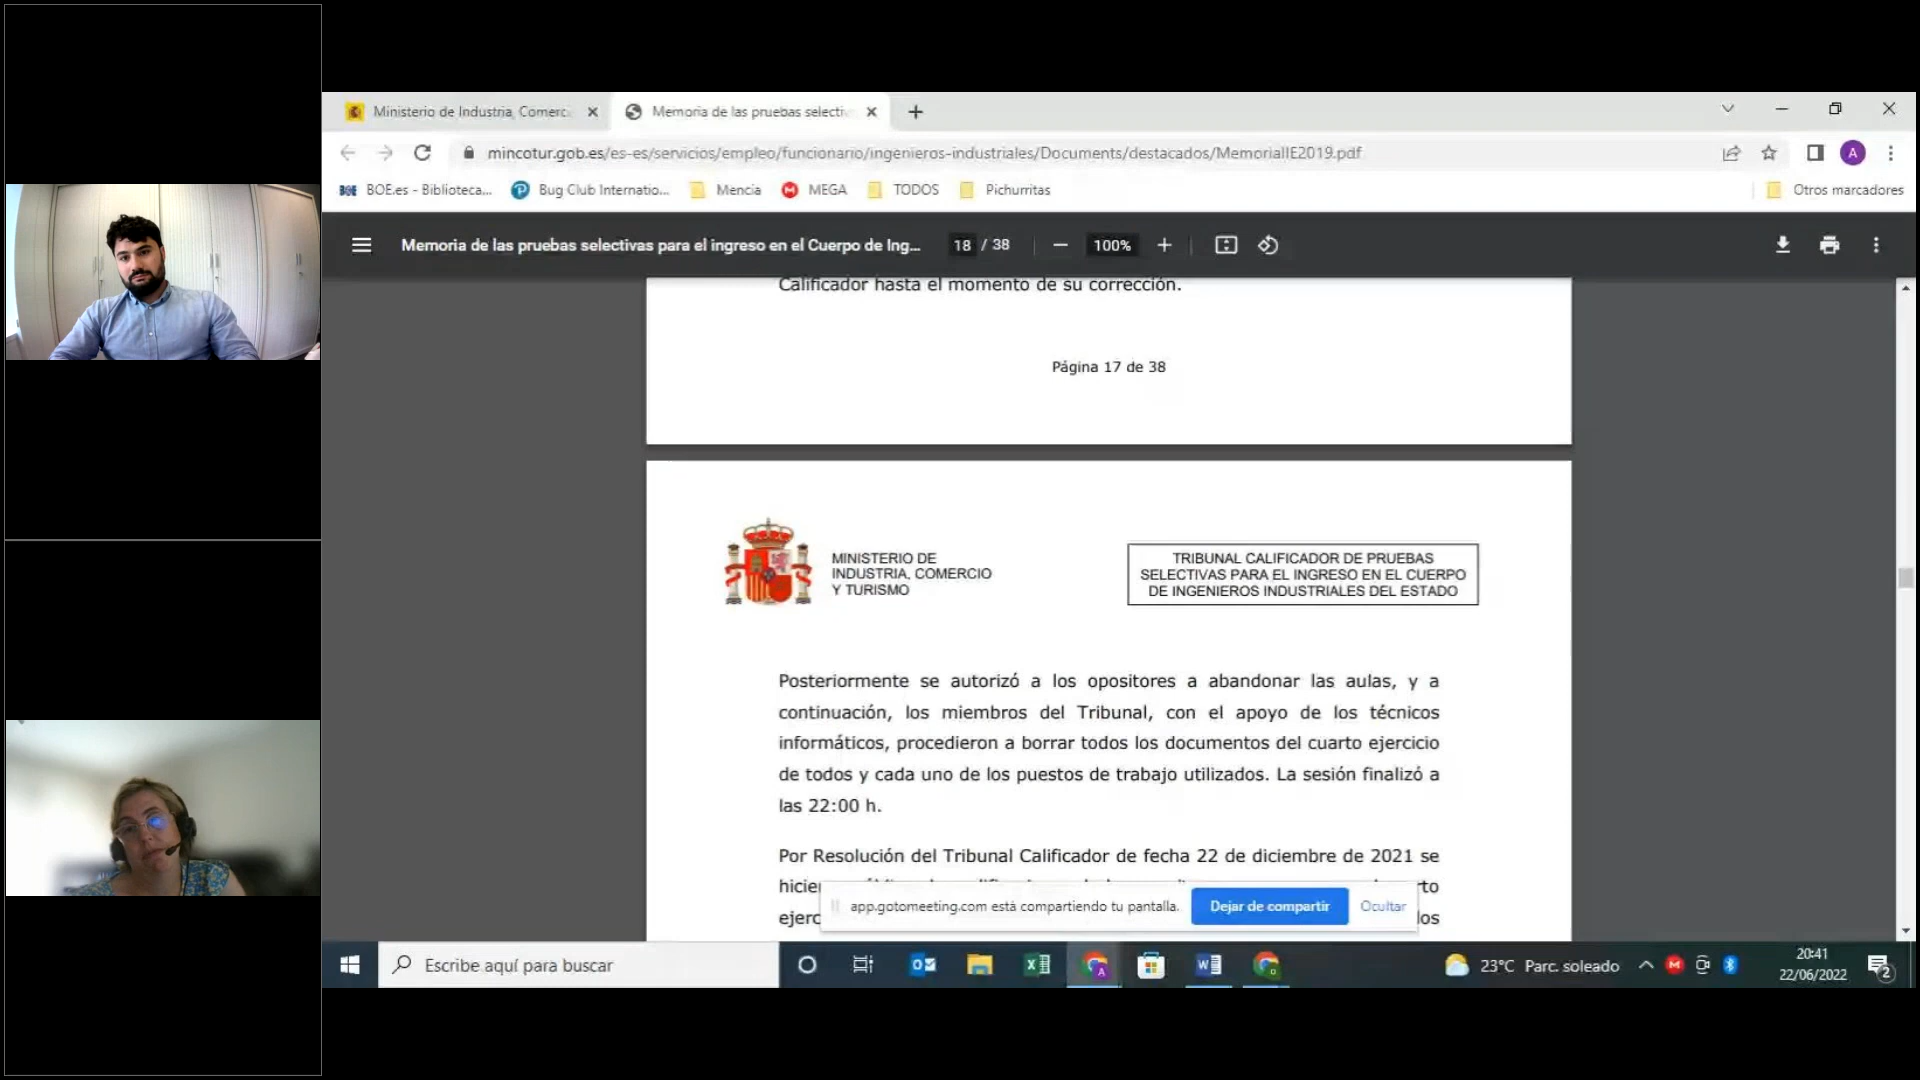 Ministerio de Industria, Comerc
Memoria de las pruebas selectiv
mincotur.gob.es/es-es/servicios/empleo/funcionario/ingenieros-industriales/Documents/destacados/MemoriaIIE2019.pdf
A
BOE BOE.es - Biblioteca...
Bug Club Internatio...
Mencia
MEGA
TODOS
Pichurritas
Otros marcadores
Memoria de las pruebas selectivas para el ingreso en el Cuerpo de Ing...
18 / 38
100%
Calificador hasta el momento de su corrección.
Página 17 de 38
MINISTERIO DE
INDUSTRIA, COMERCIO
Y TURISMO
TRIBUNAL CALIFICADOR DE PRUEBAS
SELECTIVAS PARA EL INGRESO EN EL CUERPO
DE INGENIEROS INDUSTRIALES DEL ESTADO
Posteriormente se autorizó a los opositores a abandonar las aulas, y a
continuación, los miembros del Tribunal, con el apoyo de los técnicos
informáticos, procedieron a borrar todos los documentos del cuarto ejercicio
de todos y cada uno de los puestos de trabajo utilizados. La sesión finalizó a
las 22:00 h.
Por Resolución del Tribunal Calificador de fecha 22 de diciembre de 2021 se
app.gotomeeting.com está compartiendo tu pantalla.
Dejar de compartir
Ocultar
Escribe aquí para buscar
23°C Parc. soleado
20:41
22/06/2022
2